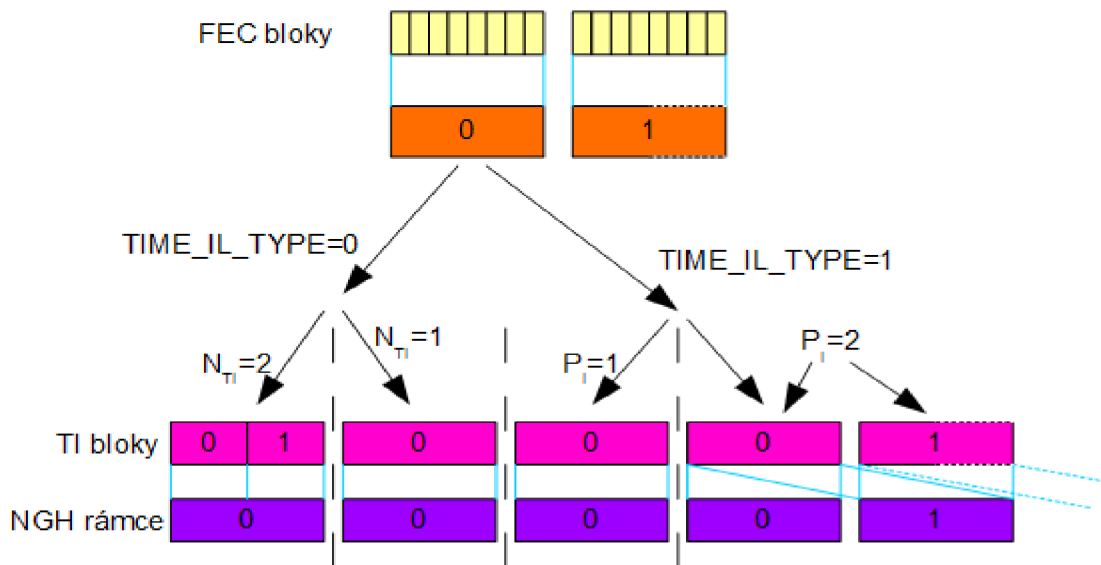 FEC bloky
0 1
TIME_IL_TYPE=0
TIME_IL_TYPE=1
N_TI=2 N_TI=1 P_I=1 P_I=2
TI bloky 0 1 0 0 0 1
NGH rámce 0 0 0 0 1